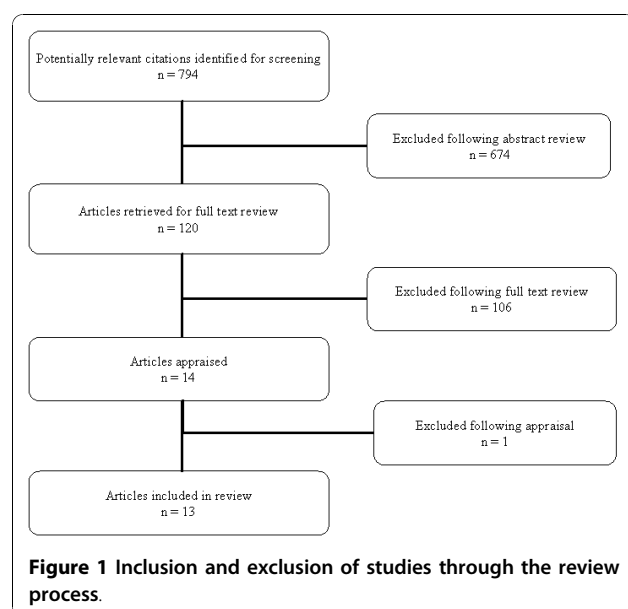 Potentially relevant citations identified for screening
n = 794
Excluded following abstract review
n = 674
Articles retrieved for full text review
n = 120
Excluded following full text review
n = 106
Articles appraised
n = 14
Excluded following appraisal
n = 1
Articles included in review
n = 13
Figure 1 Inclusion and exclusion of studies through the review
process.